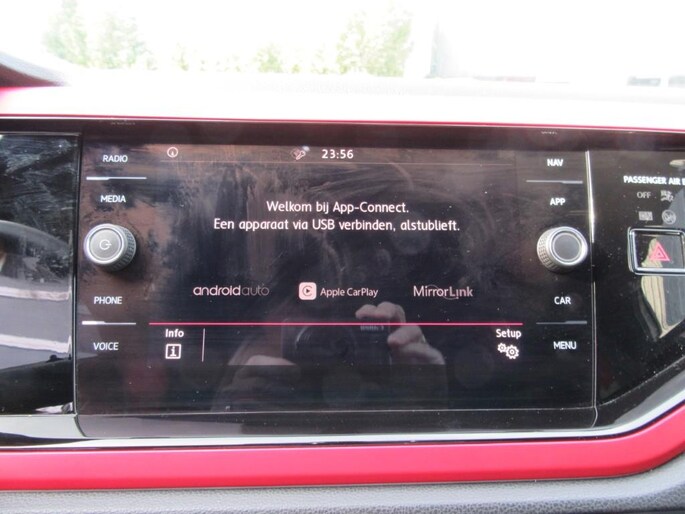 RADIO
23:56
NAV
PASSENGER AIR
MEDIA
OFF
APP
Welkom bij App-Connect.
Een apparaat via USB verbinden, alstublieft.
androidauto
Apple CarPlay
MirrorLink
PHONE
CAR
Info
Setup
VOICE
MENU